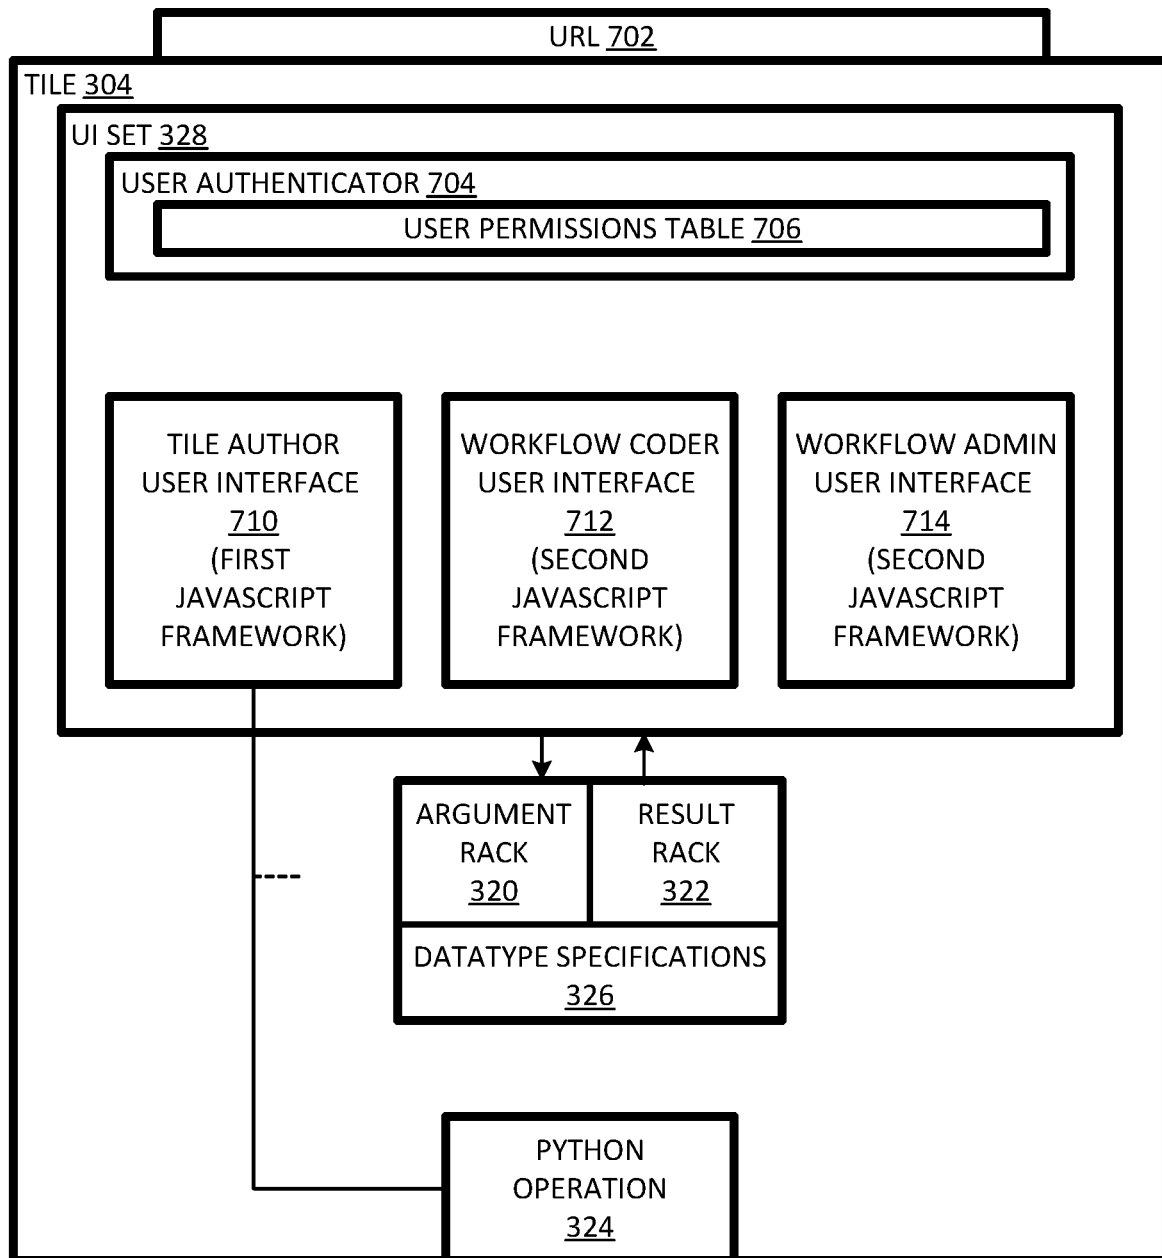 URL 702
TILE 304
UI SET 328
USER AUTHENTICATOR 704
USER PERMISSIONS TABLE 706
TILE AUTHOR
USER INTERFACE
710
(FIRST
JAVASCRIPT
FRAMEWORK)
WORKFLOW CODER
USER INTERFACE
712
(SECOND
JAVASCRIPT
FRAMEWORK)
WORKFLOW ADMIN
USER INTERFACE
714
(SECOND
JAVASCRIPT
FRAMEWORK)
ARGUMENT
RACK
320
RESULT
RACK
322
DATATYPE SPECIFICATIONS
326
PYTHON
OPERATION
324